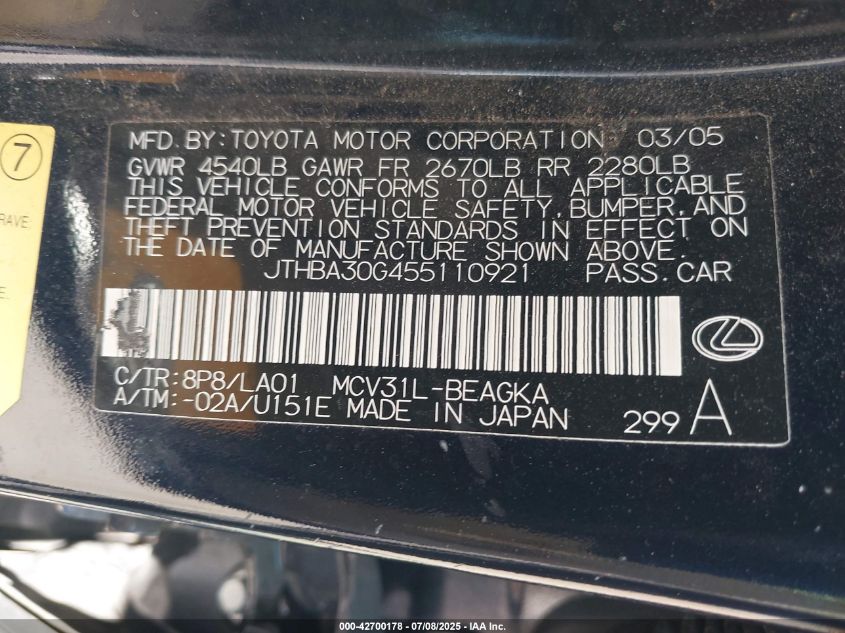 7
RAVE
E.
MFD.BY:TOYOTA MOTOR CORPORATION 03/05
GVWR 4540LB GAWR FR 2670LB RR 2280LB
THIS VEHICLE CONFORMS TO ALL APPLICABLE
FEDERAL MOTOR VEHICLE SAFETY,BUMPER,AND
THEFT PREVENTION STANDARDS IN EFFECT ON
THE DATE OF MANUFACTURE SHOWN ABOVE.
JTHBA30G455110921 PASS.CAR
C/TR:8P8/LA01 MCV31L-BEAGKA
A/TM:-02A/U151E MADE IN JAPAN 299 A
000-42700178 - 07/08/2025 - IAA Inc.